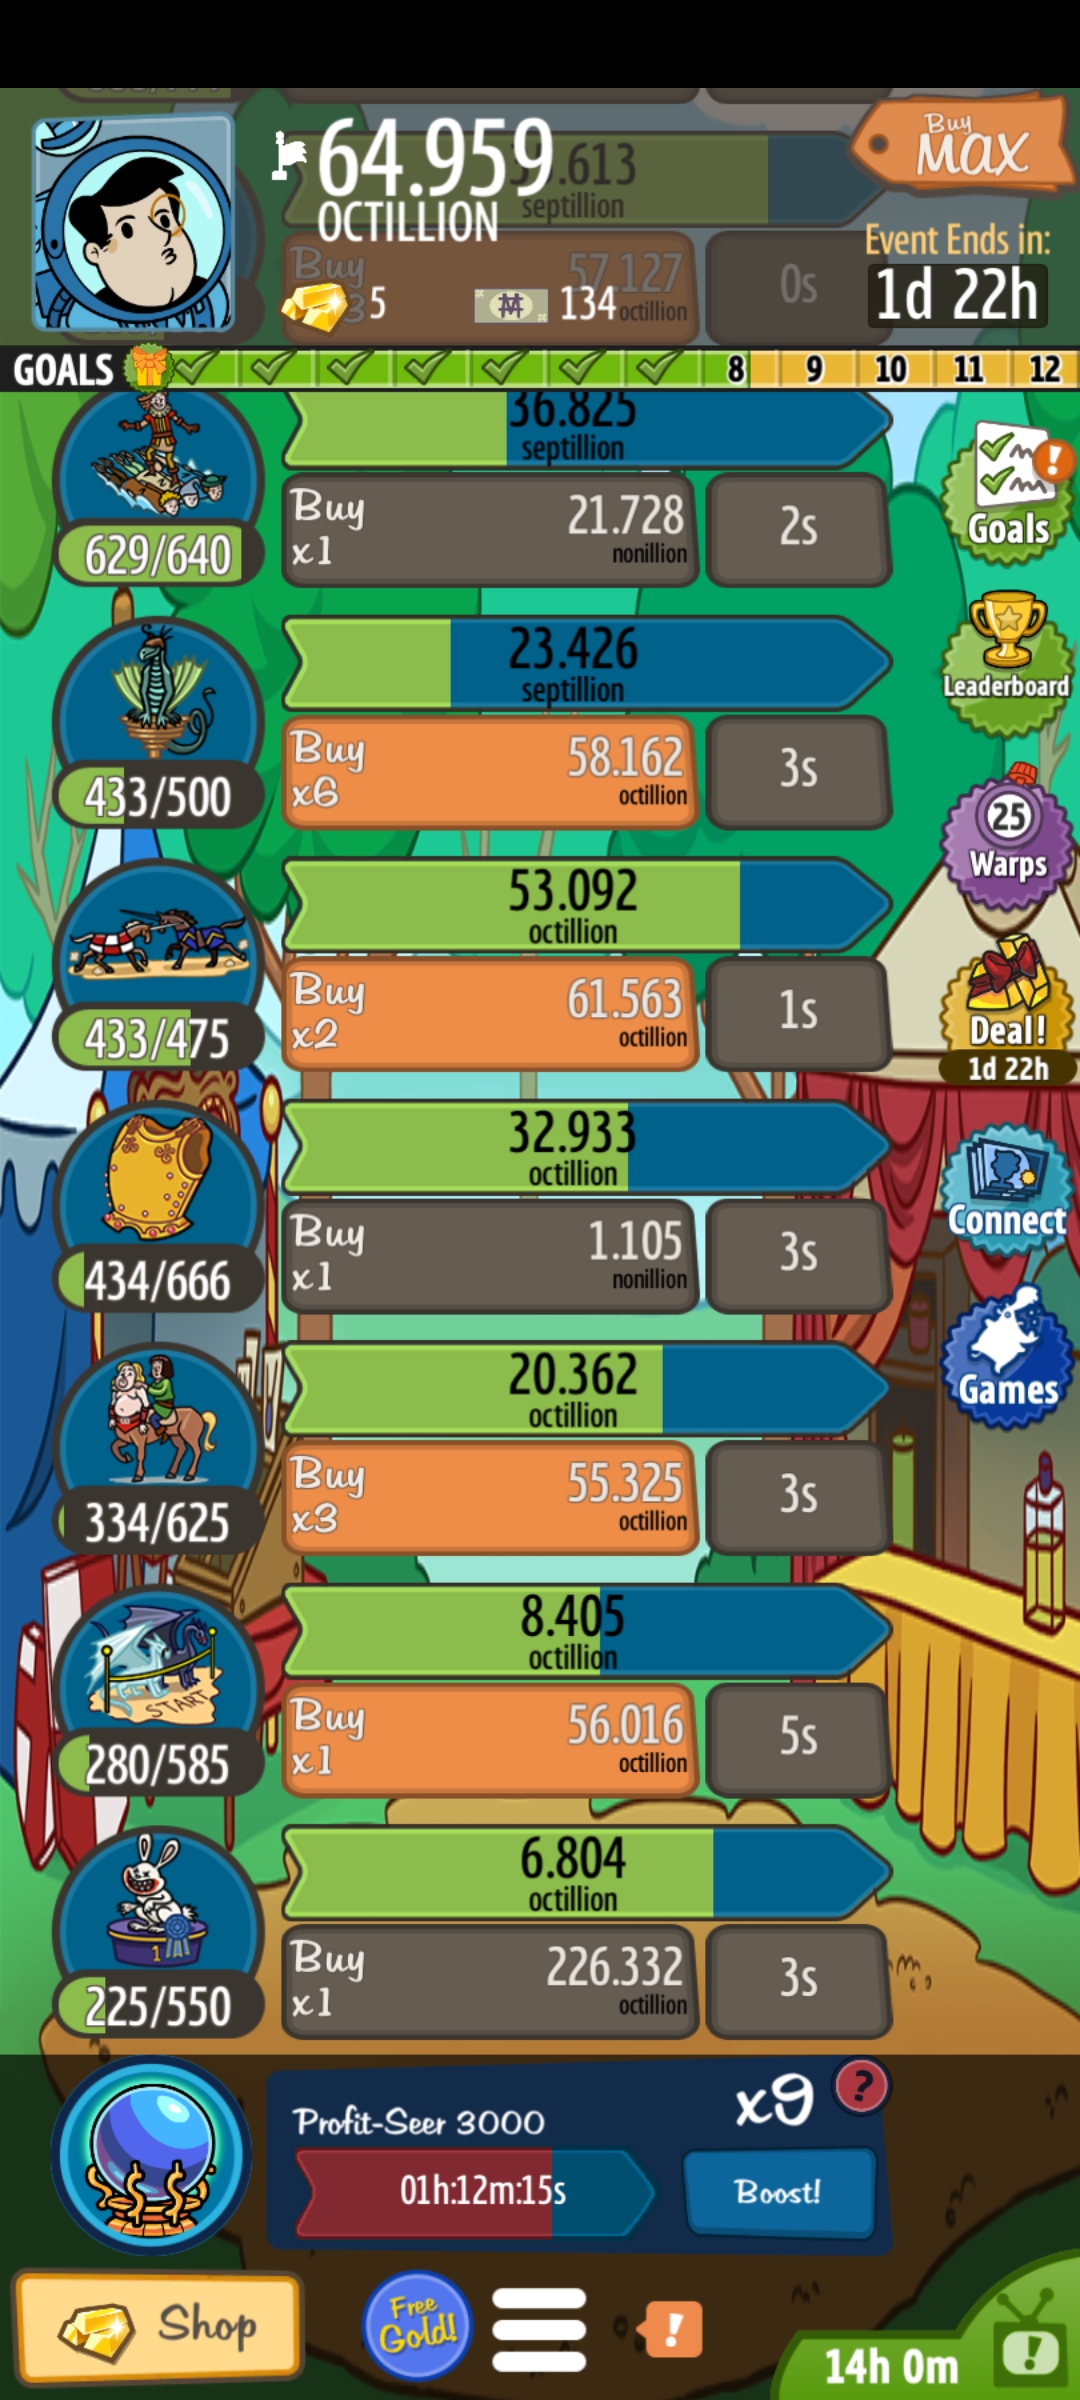 64.959
OCTILLION
.613
septillion
Buy
MAX
Buy
3
57.127
octillion
0s
5
134
Event Ends in:
1d 22h
GOALS
8
9
10
11
12
36.825
septillion
Buy
x1
21.728
nonillion
2s
629/640
Goals
23.426
septillion
Buy
x6
58.162
octillion
3s
433/500
Leaderboard
25
Warps
53.092
octillion
Buy
x2
61.563
octillion
1s
433/475
Deal!
1d 22h
32.933
octillion
Buy
x1
1.105
nonillion
3s
434/666
Connect
20.362
octillion
Buy
x3
55.325
octillion
3s
334/625
Games
8.405
octillion
START
Buy
x1
56.016
octillion
5s
280/585
6.804
octillion
1
Buy
x1
226.332
octillion
3s
225/550
Profit-Seer 3000
x9
?
01h:12m:15s
Boost!
Shop
Free
Gold!
!
14h 0m
!